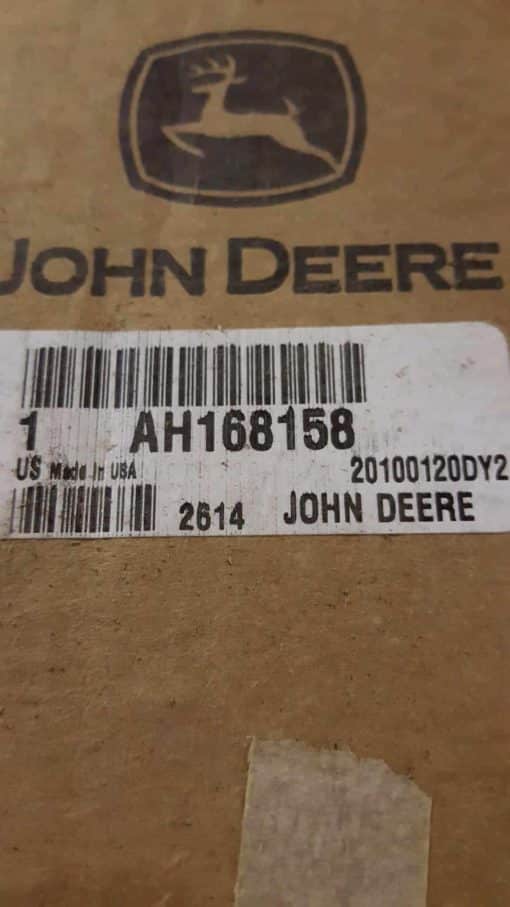 JOHN DEERE
1 AH168158
US Made In USA 20100120DY2
2614 JOHN DEERE